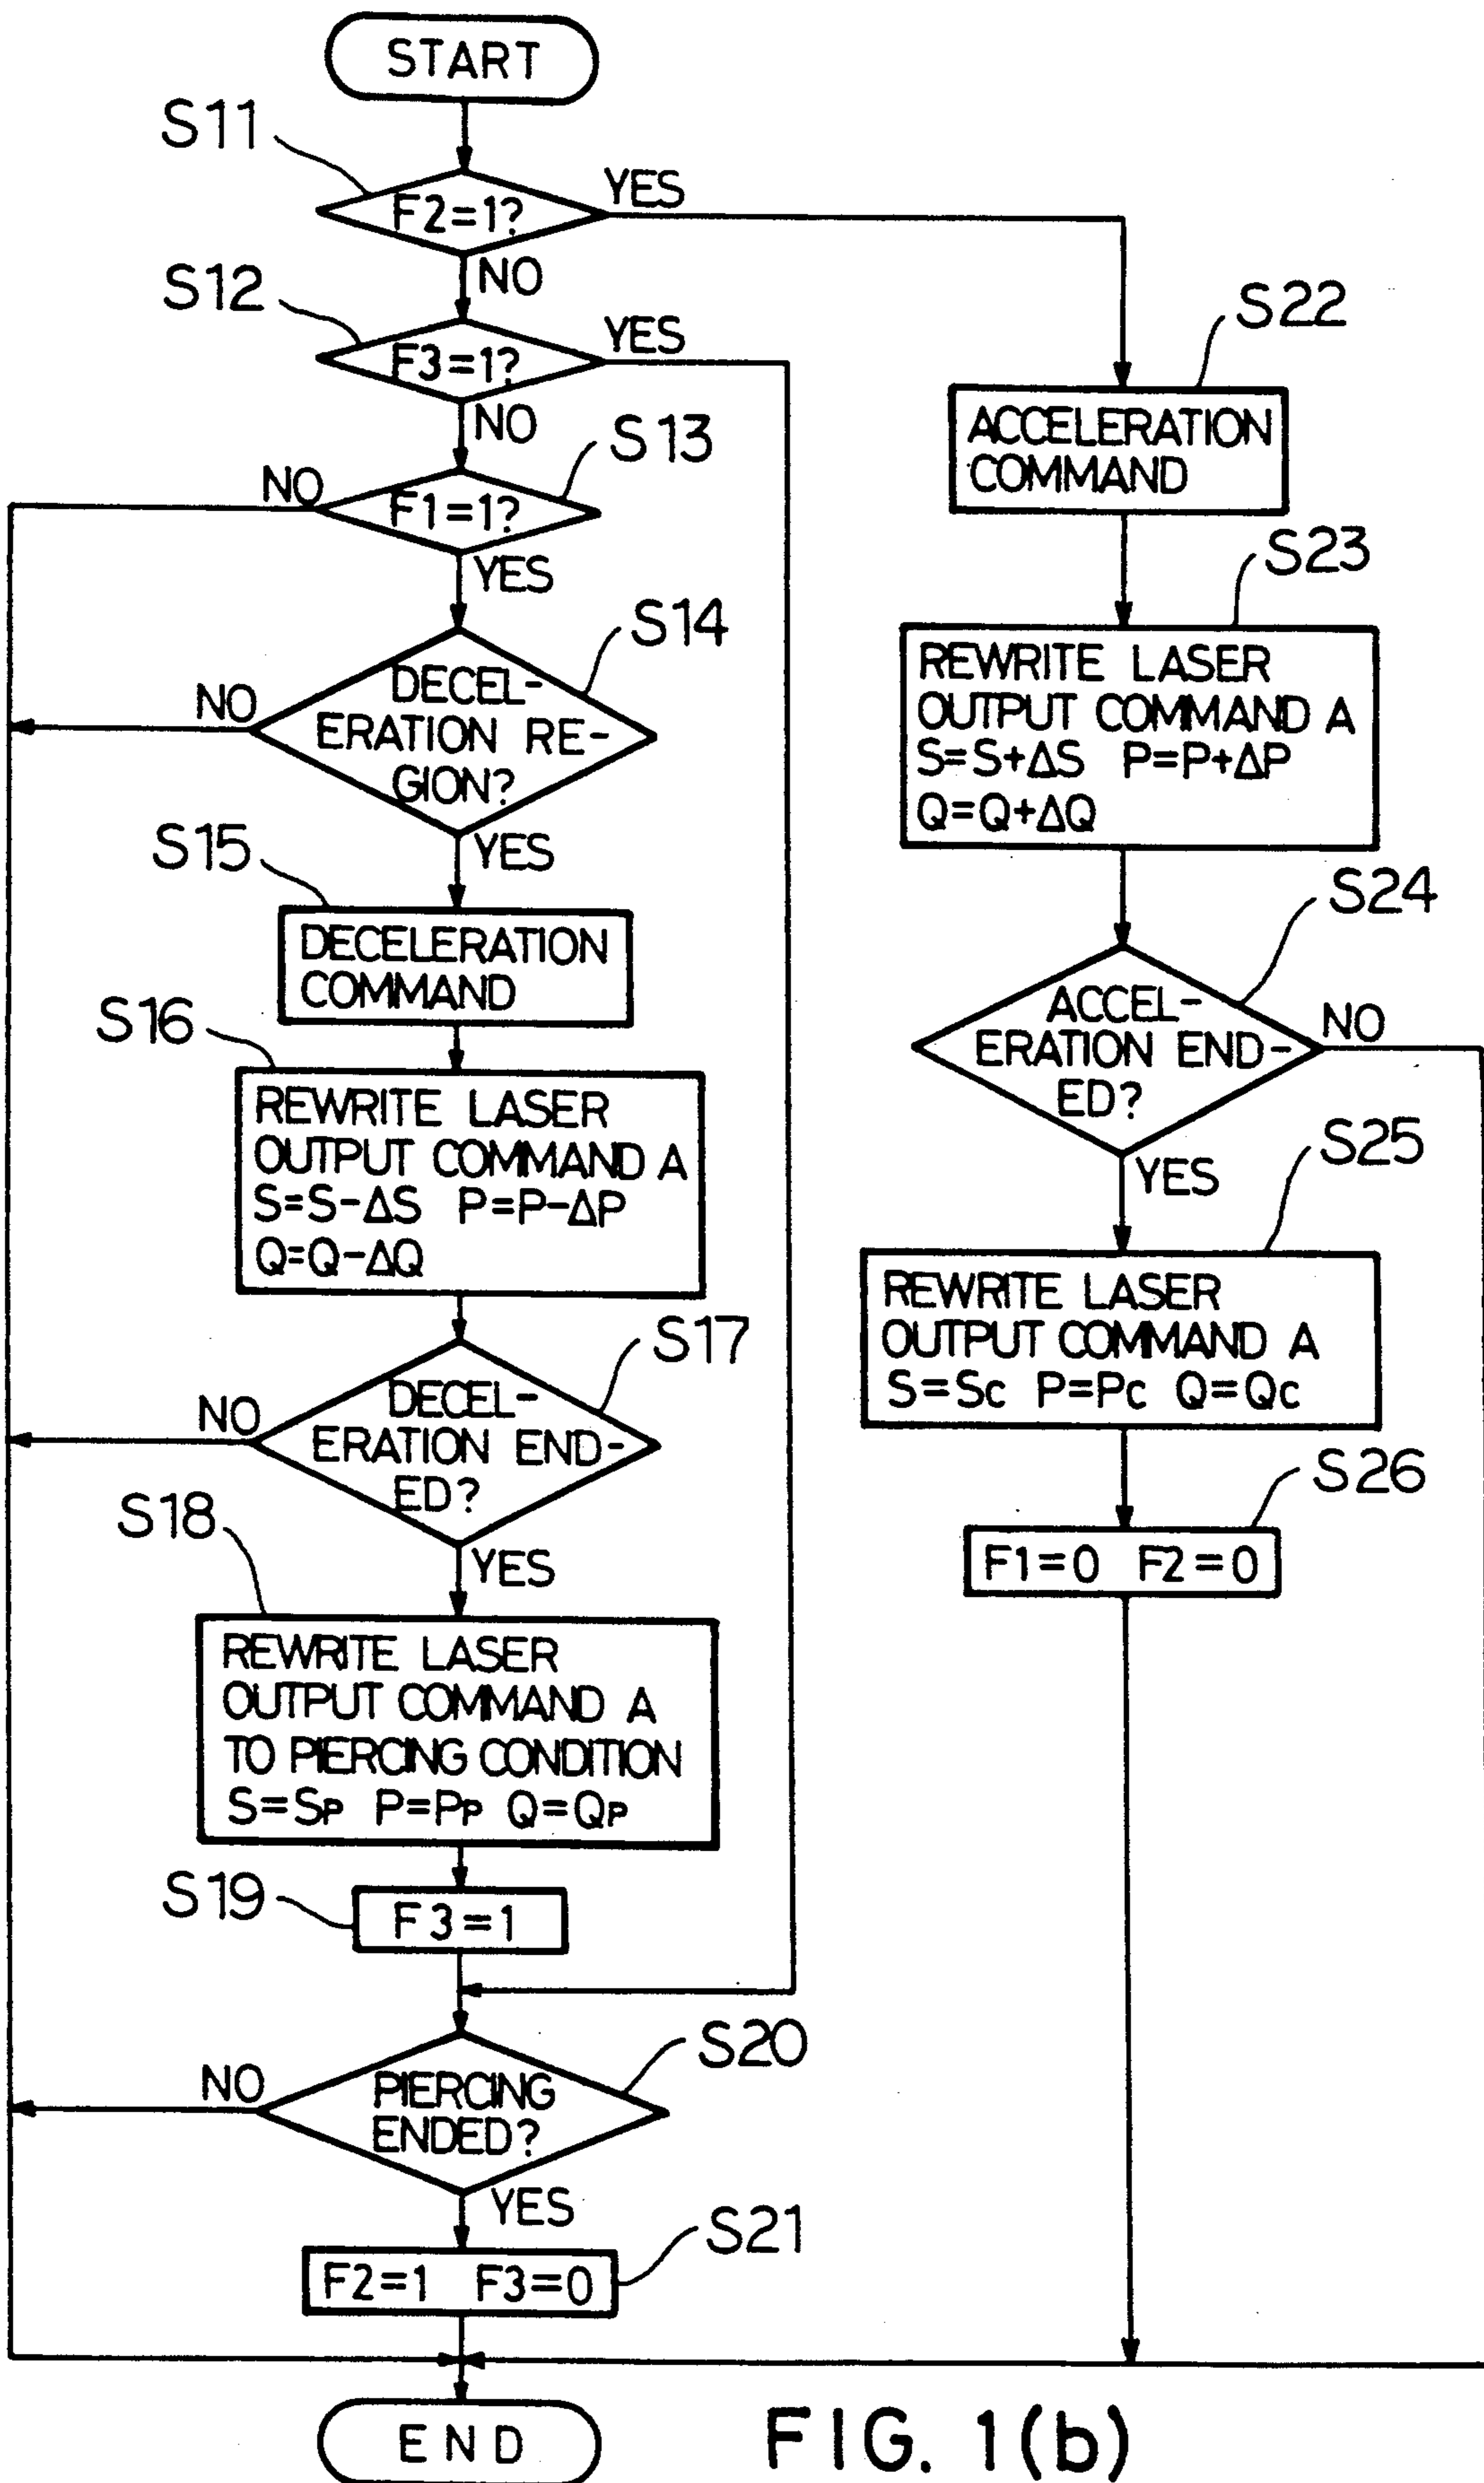 START
S11
F2=1?
YES
NO
S12
F3=1?
YES
NO
S13
F1=1?
NO
YES
S14
DECEL-
ERATION RE-
GION?
NO
YES
S15
DECELERATION
COMMAND
S16
REWRITE LASER
OUTPUT COMMAND A
S=S-ΔS P=P-ΔP
Q=Q-ΔQ
S17
DECEL-
ERATION END-
ED?
NO
YES
S18
REWRITE LASER
OUTPUT COMMAND A
TO PIERCING CONDITION
S=SP P=PP Q=QP
S19
F3=1
S20
PIERCING
ENDED?
NO
YES
S21
F2=1 F3=0
END
S22
ACCELERATION
COMMAND
S23
REWRITE LASER
OUTPUT COMMAND A
S=S+ΔS P=P+ΔP
Q=Q+ΔQ
S24
ACCEL-
ERATION END-
ED?
NO
YES
S25
REWRITE LASER
OUTPUT COMMAND A
S=Sc P=Pc Q=Qc
S26
F1=0 F2=0
FIG. 1(b)